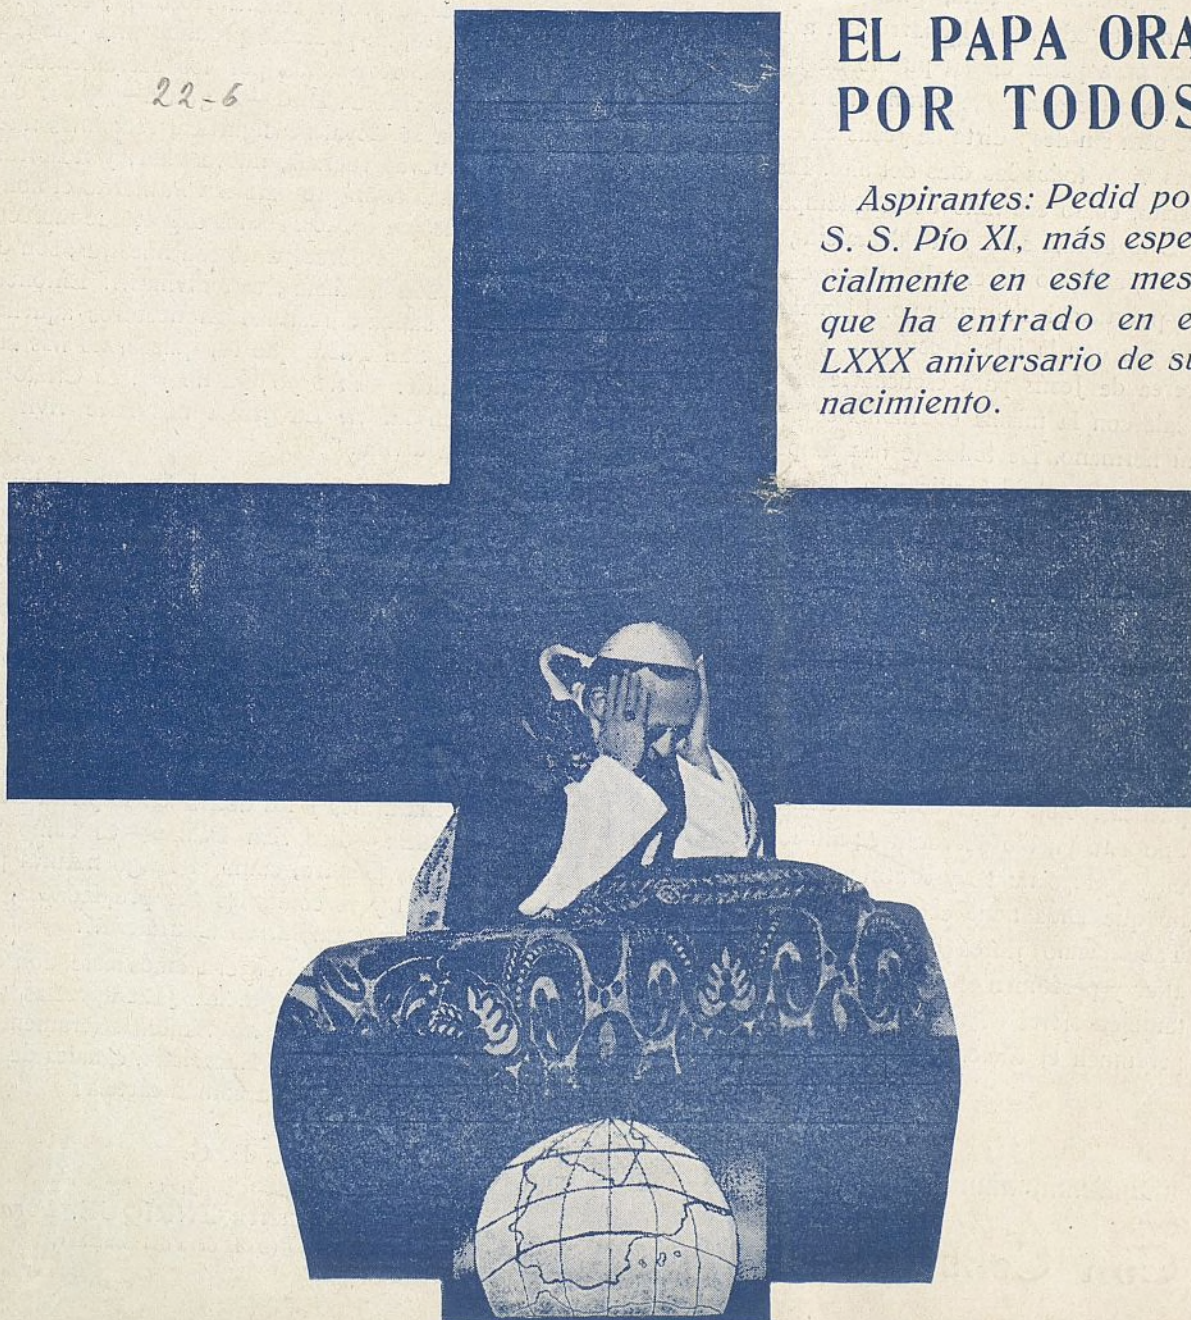 22-6
EL PAPA ORA
POR TODOS
Aspirantes: Pedid po
S. S. Pío XI, más espe
cialmente en este mes
que ha entrado en e
LXXX aniversario de su
nacimiento.